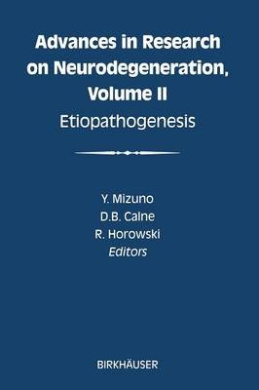 Advances in Research
on Neurodegeneration,
Volume II
Etiopathogenesis
Y. Mizuno
D.B. Calne
R. Horowski
Editors
BIRKHÄUSER